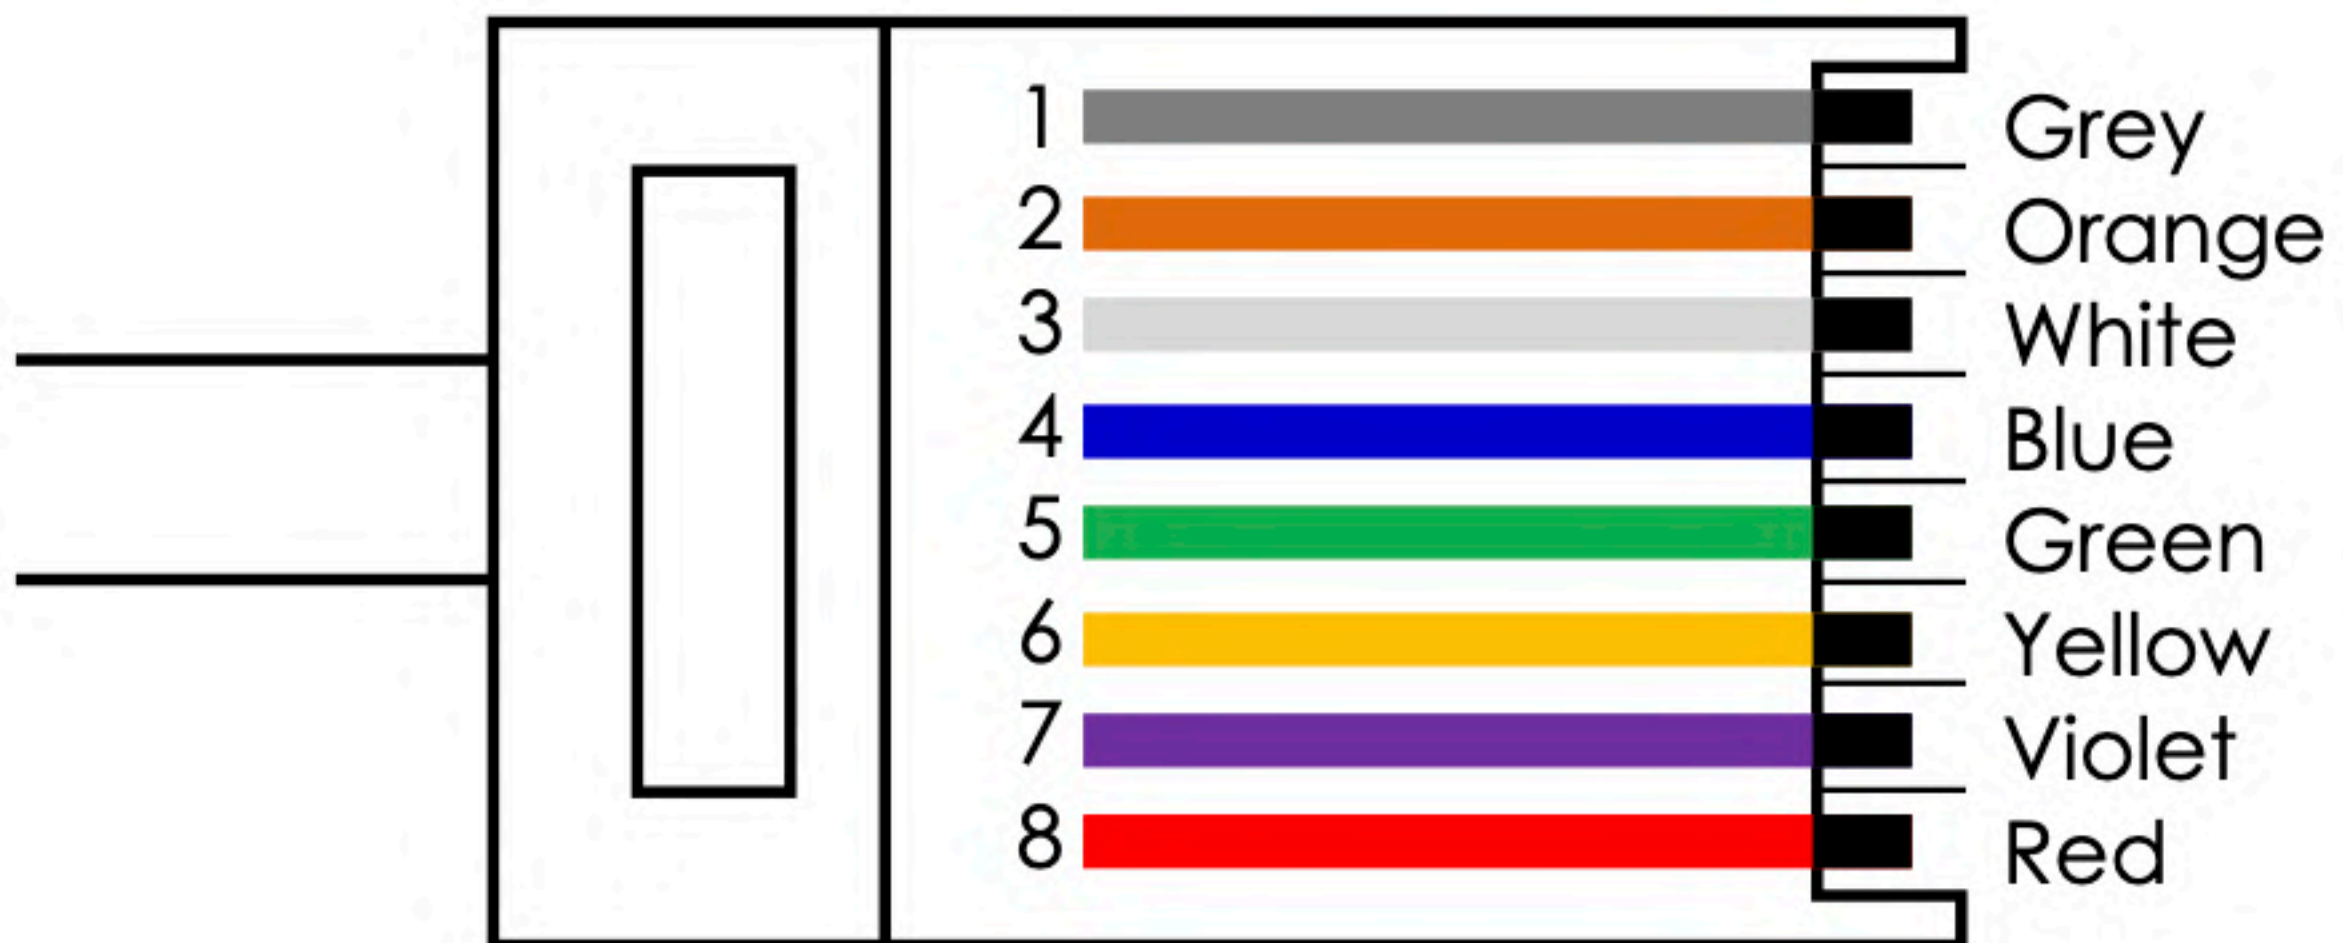 1 Grey
2 Orange
3 White
4 Blue
5 Green
6 Yellow
7 Violet
8 Red